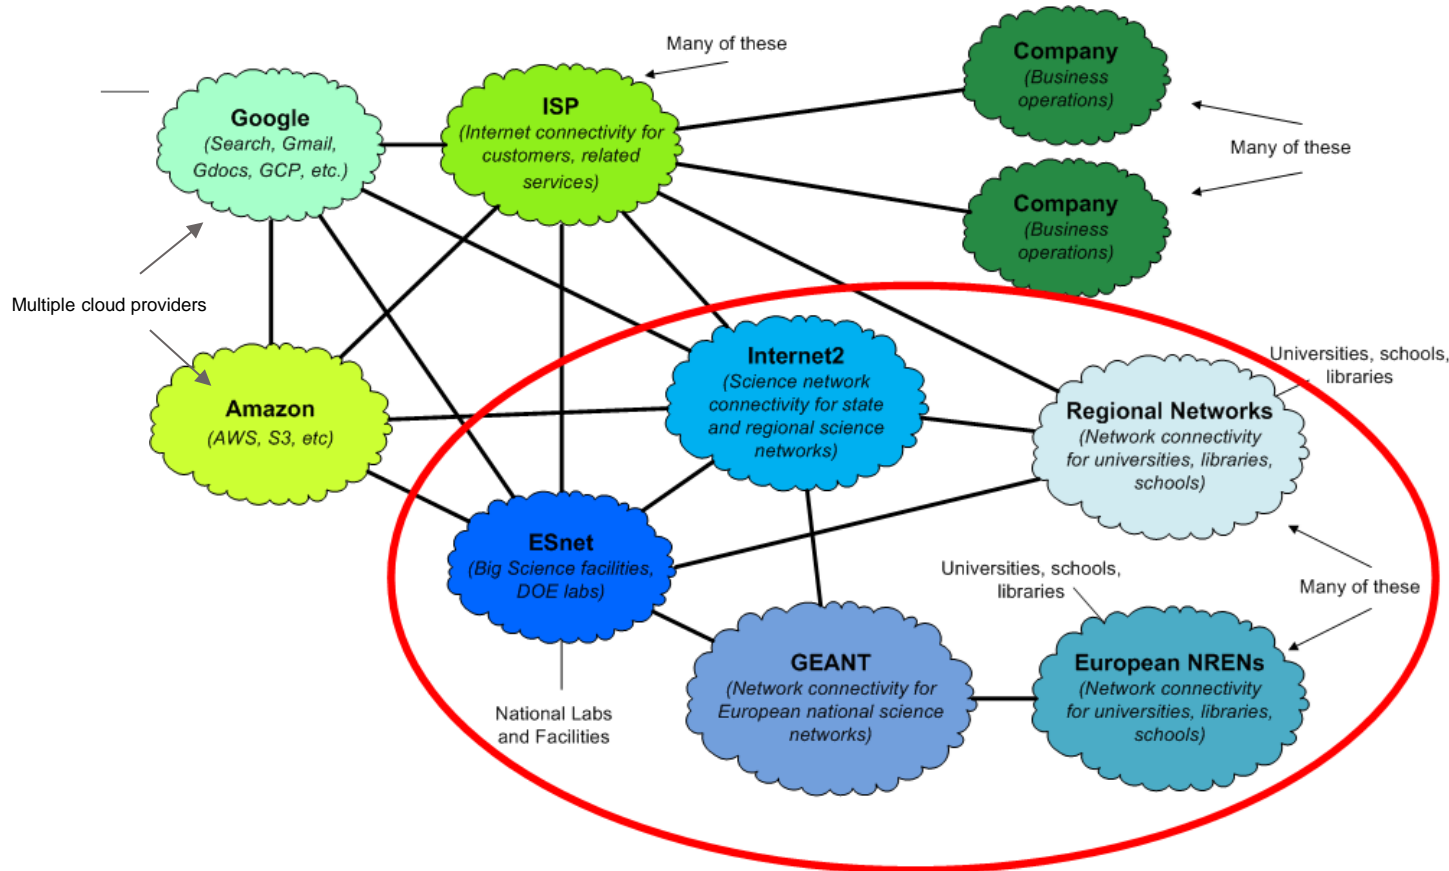 Many of these
Company
(Business
operations)
Google
(Search, Gmail,
Gdocs, GCP, etc.)
ISP
(Internet connectivity for
customers, related
services)
Many of these
Company
(Business
operations)
Multiple cloud providers
Internet2
(Science network
connectivity for state
and regional science
networks)
Universities, schools,
libraries
Amazon
(AWS, S3, etc)
Regional Networks
(Network connectivity
for universities, libraries,
schools)
ESnet
(Big Science facilities,
DOE labs)
Universities, schools,
libraries
Many of these
GEANT
(Network connectivity for
European national science
networks)
European NRENs
(Network connectivity
for universities, libraries,
schools)
National Labs
and Facilities